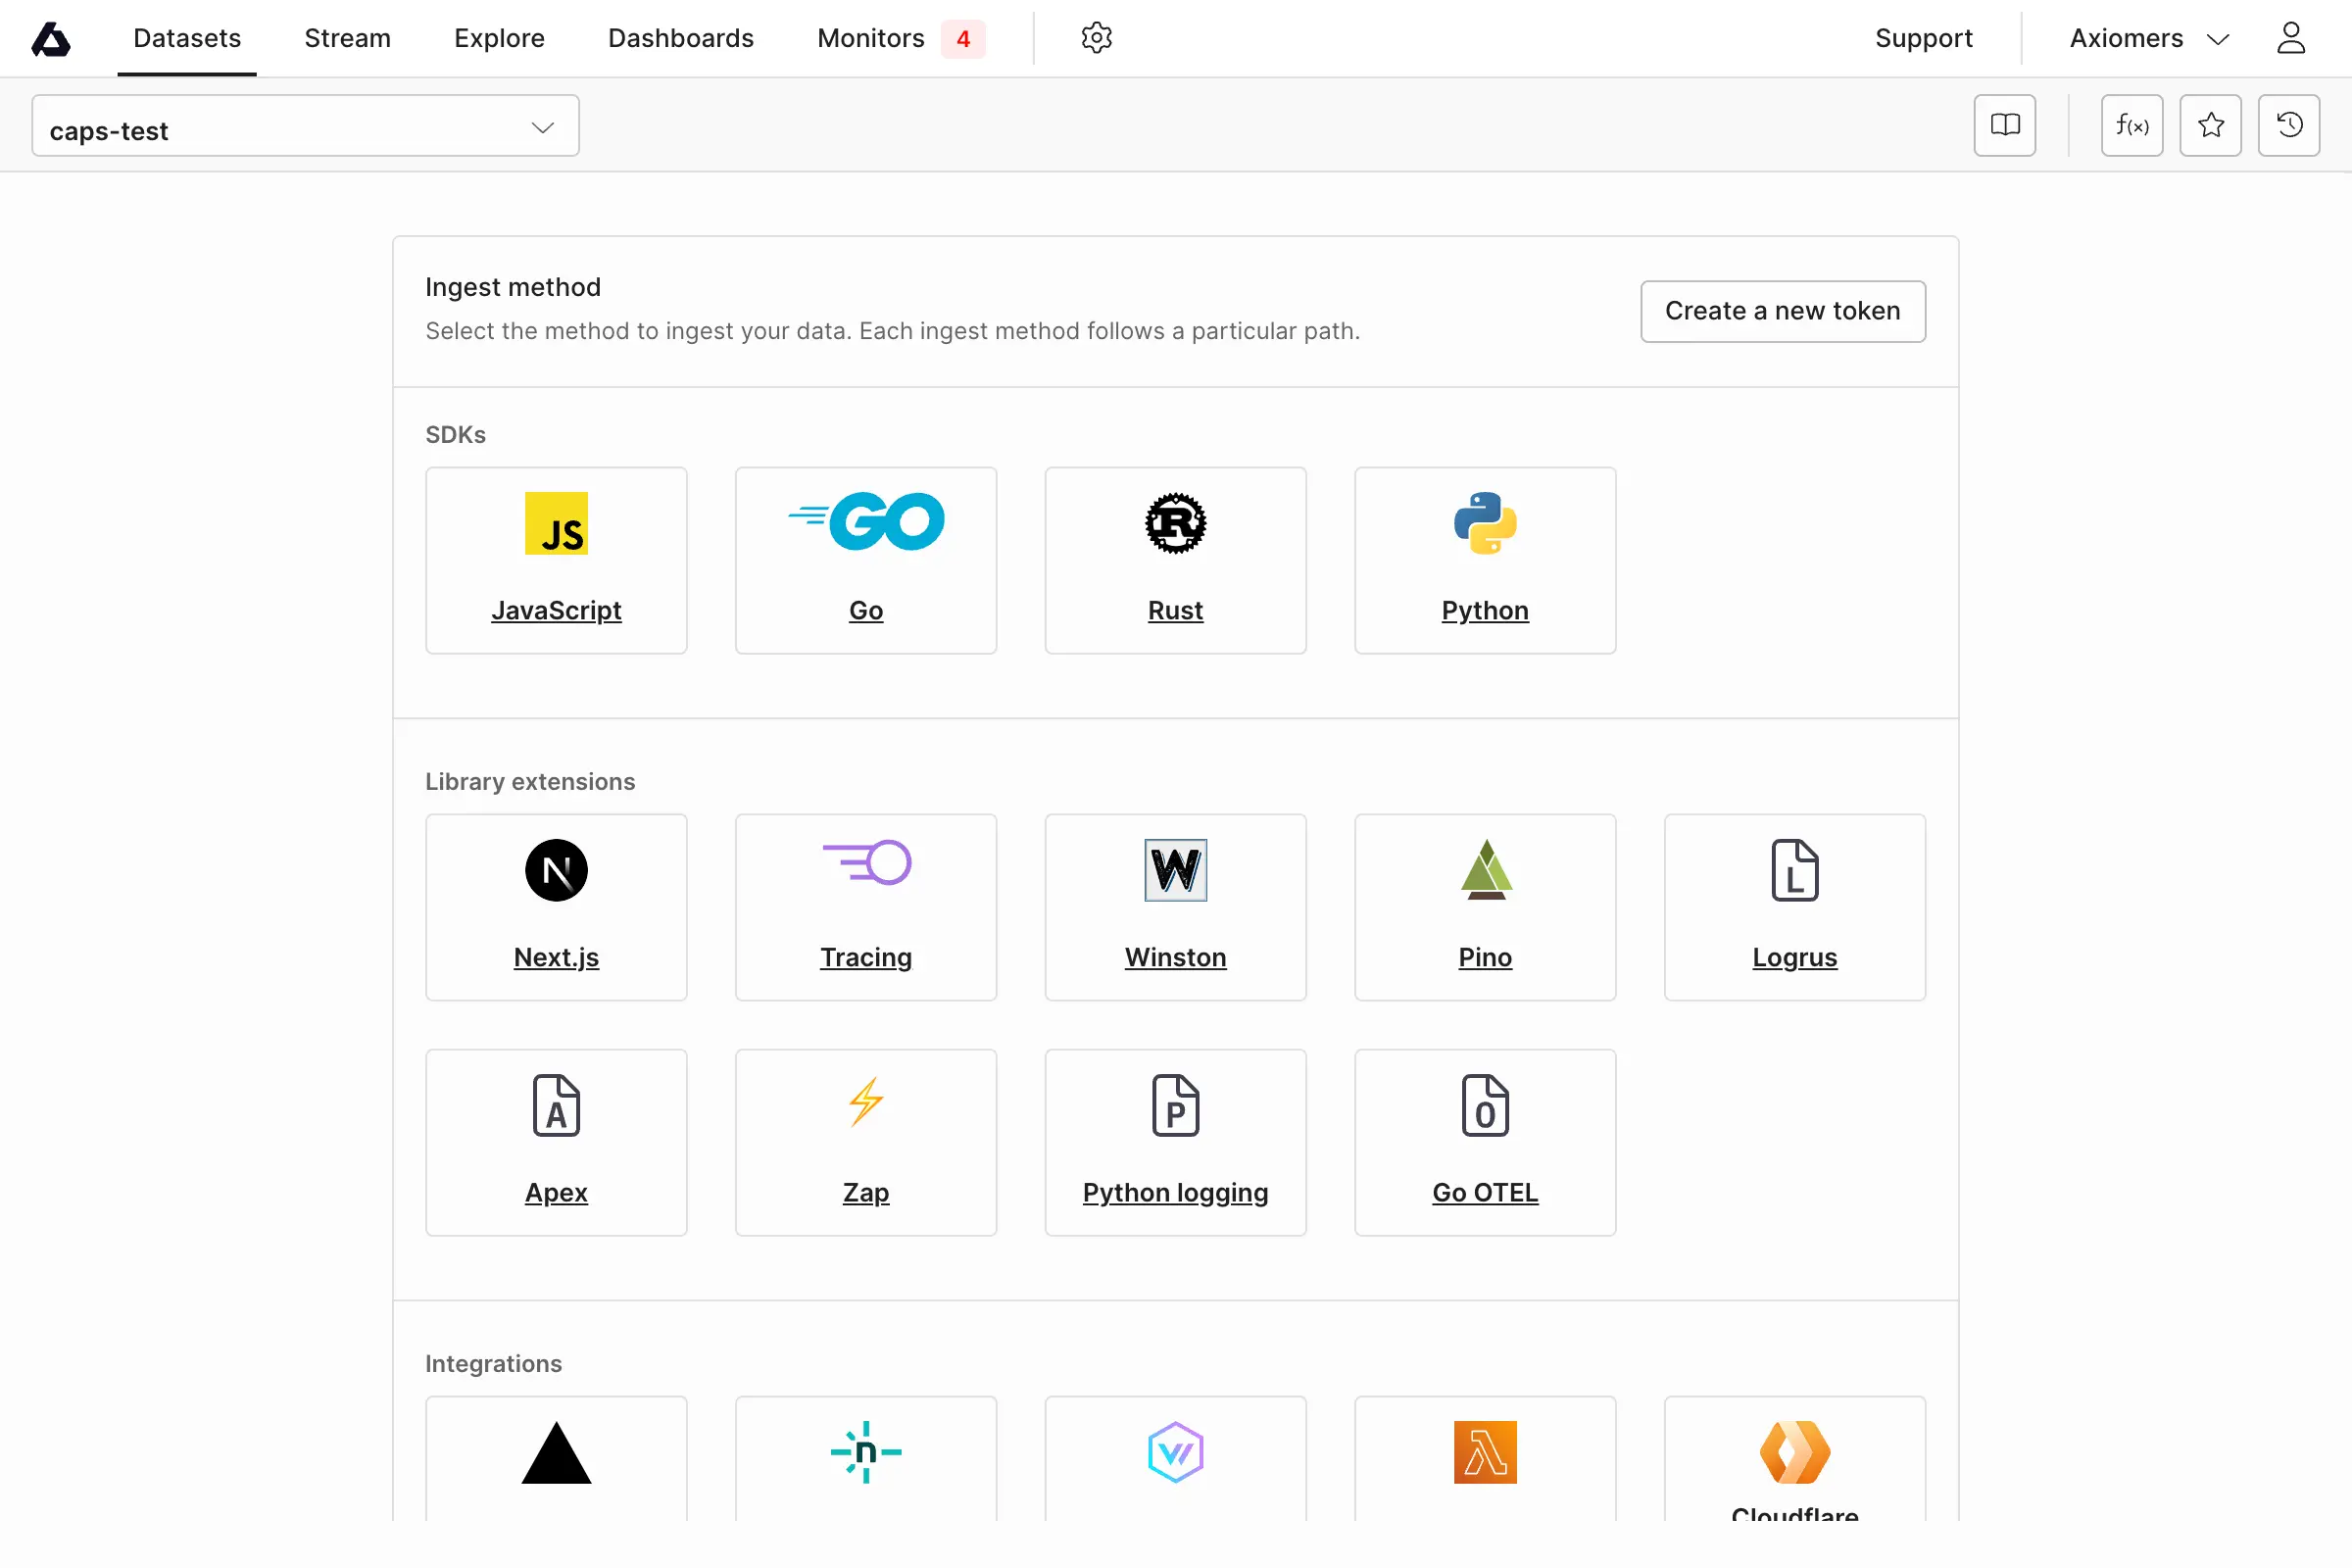 Datasets Stream Explore Dashboards Monitors 4 Support Axiomers
caps-test
f(x)
Ingest method
Select the method to ingest your data. Each ingest method follows a particular path.
Create a new token
SDKs
JS GO R
JavaScript Go Rust Python
Library extensions
N W L
Next.js Tracing Winston Pino Logrus
A P O
Apex Zap Python logging Go OTEL
Integrations
n W λ
Cloudflare